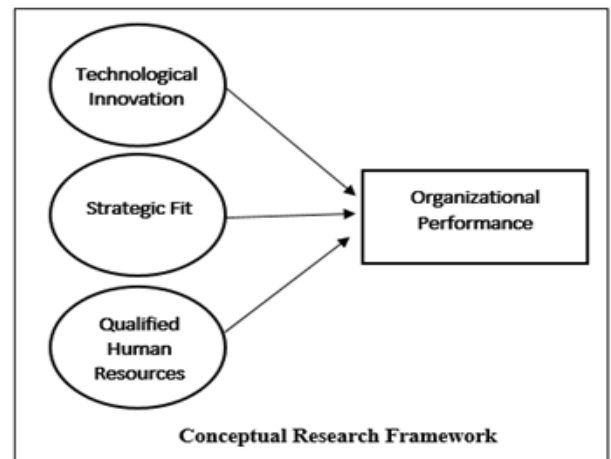 Technological
Innovation
Strategic Fit
Organizational
Performance
Qualified
Human
Resources
Conceptual Research Framework